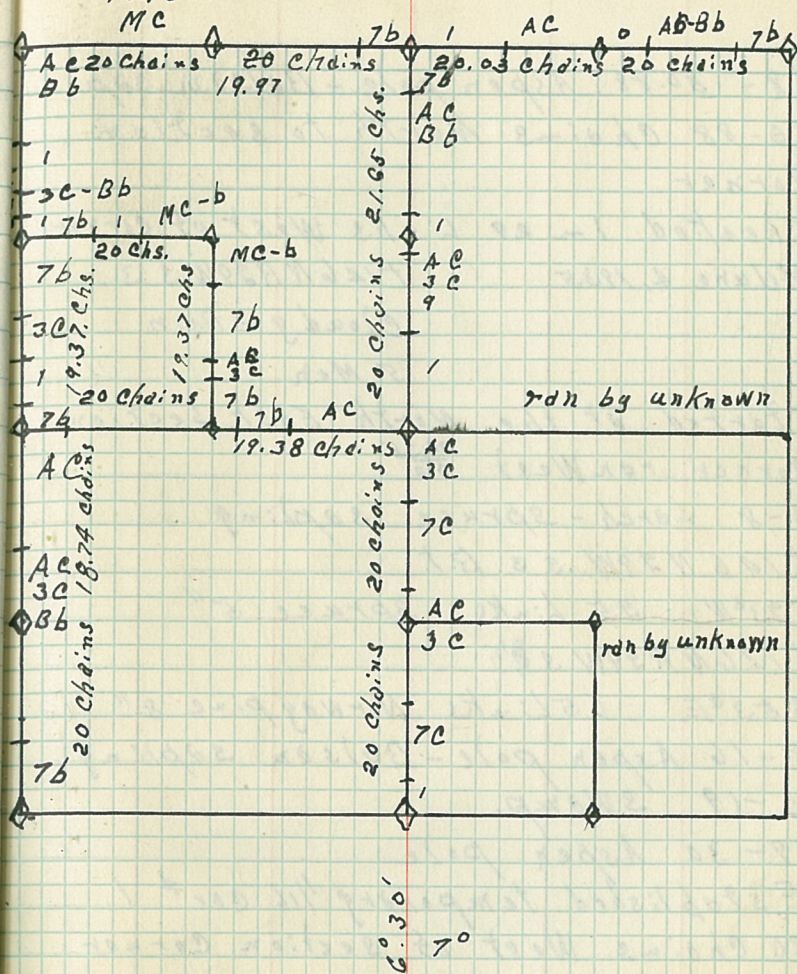 MC
7b 1 AC 0 AB-Bb 7b
AC 20 Chains 20 Chains 20.03 Chains 20 chains
Bb 19.97 7b
AC
Bb
21.65 Chs.
1
3C-Bb
1 7b 1 MC-b 1
20 Chs. MC-b AC
7b 3C
9
19.37 Chs. 19.37 Chs 20 Chains
3C 7b
AB
1 3C 1
20 Chains 7b rdn by unknown
7b 7b AC
19.38 chains AC
AC 3C
18.74 chains 20 chains
7C
AC
3C AC
Bb 3C rdn by unknown
20 Chains 20 Chains
7C
7b
1
6° 30' 7°